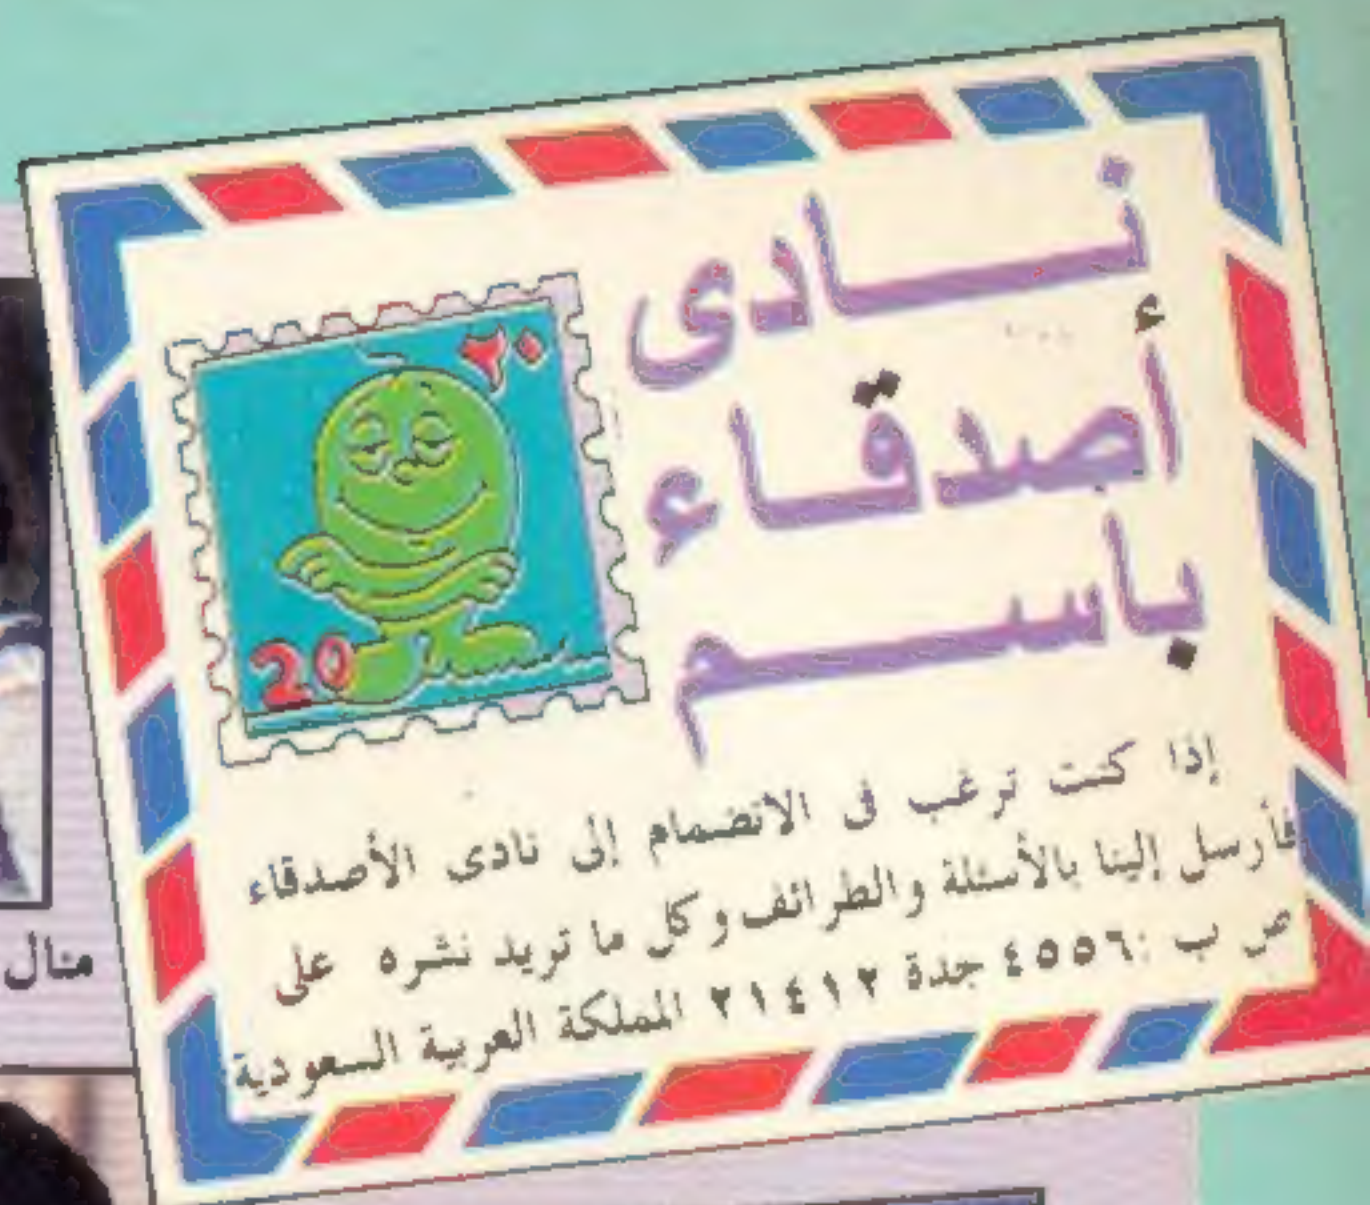 نادى
أصدقاء
باسم
٢٠
20
إذا كنت ترغب فى الانضمام إلى نادى الأصدقاء
فأرسل إلينا بالأسئلة والطرائف وكل ما تريد نشره على
ص ب : ٤٥٥٦ جدة ٢١٤١٢ المملكة العربية السعودية
منال